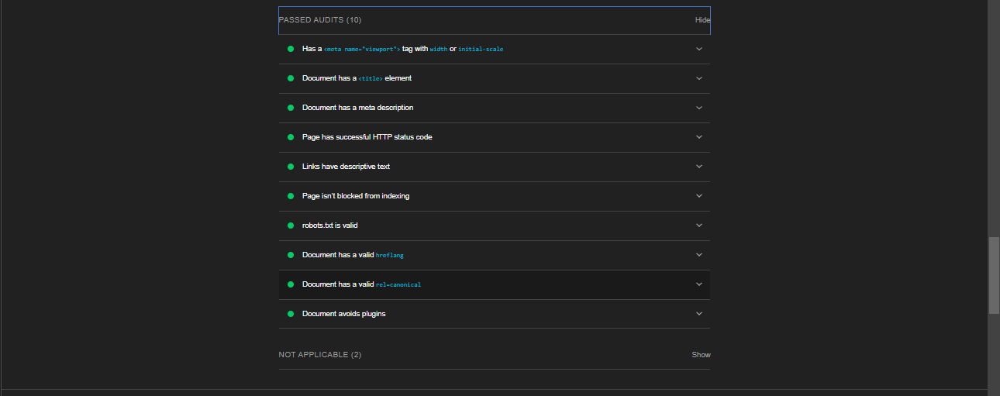 PASSED AUDITS (10) Hide
Has a <meta name="viewport"> tag with width or initial-scale
Document has a <title> element
Document has a meta description
Page has successful HTTP status code
Links have descriptive text
Page isn't blocked from indexing
robots.txt is valid
Document has a valid hreflang
Document has a valid rel=canonical
Document avoids plugins
NOT APPLICABLE (2) Show